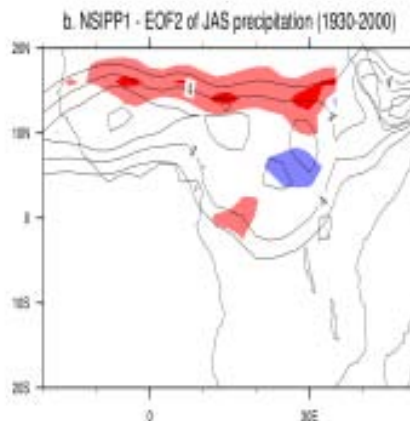 b. NSIPP1 - EOF2 of JAS precipitation (1930-2000)
20N
10N
0
10S
20S
0
30E